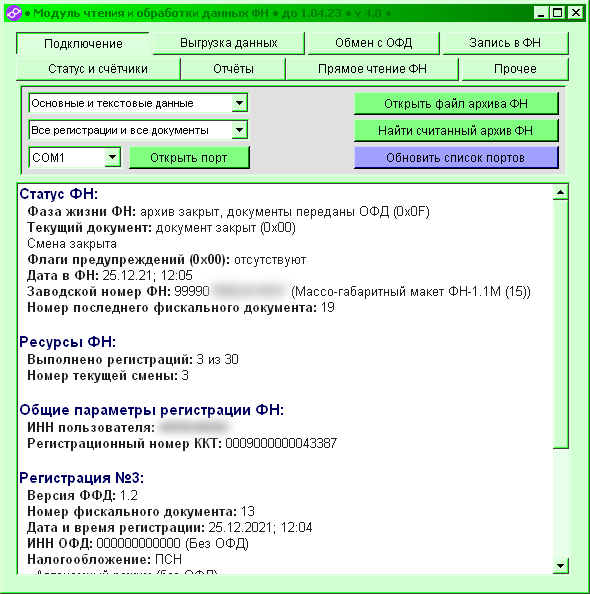 • Модуль чтения и обработки данных ФН • до 1.04.23 • v 4.0 •
Подключение
Выгрузка данных
Обмен с ОФД
Запись в ФН
Статус и счётчики
Отчёты
Прямое чтение ФН
Прочее
Основные и текстовые данные
Открыть файл архива ФН
Все регистрации и все документы
Найти считанный архив ФН
COM1
Открыть порт
Обновить список портов
Статус ФН:
Фаза жизни ФН: архив закрыт, документы переданы ОФД (0x0F)
Текущий документ: документ закрыт (0x00)
Смена закрыта
Флаги предупреждений (0x00): отсутствуют
Дата в ФН: 25.12.21; 12:05
Заводской номер ФН: 99990 (Массо-габаритный макет ФН-1.1М (15))
Номер последнего фискального документа: 19
Ресурсы ФН:
Выполнено регистраций: 3 из 30
Номер текущей смены: 3
Общие параметры регистрации ФН:
ИНН пользователя:
Регистрационный номер ККТ: 0009000000043387
Регистрация №3:
Версия ФФД: 1.2
Номер фискального документа: 13
Дата и время регистрации: 25.12.2021; 12:04
ИНН ОФД: 000000000000 (Без ОФД)
Налогообложение: ПСН
Автономный режим (без ОФД)